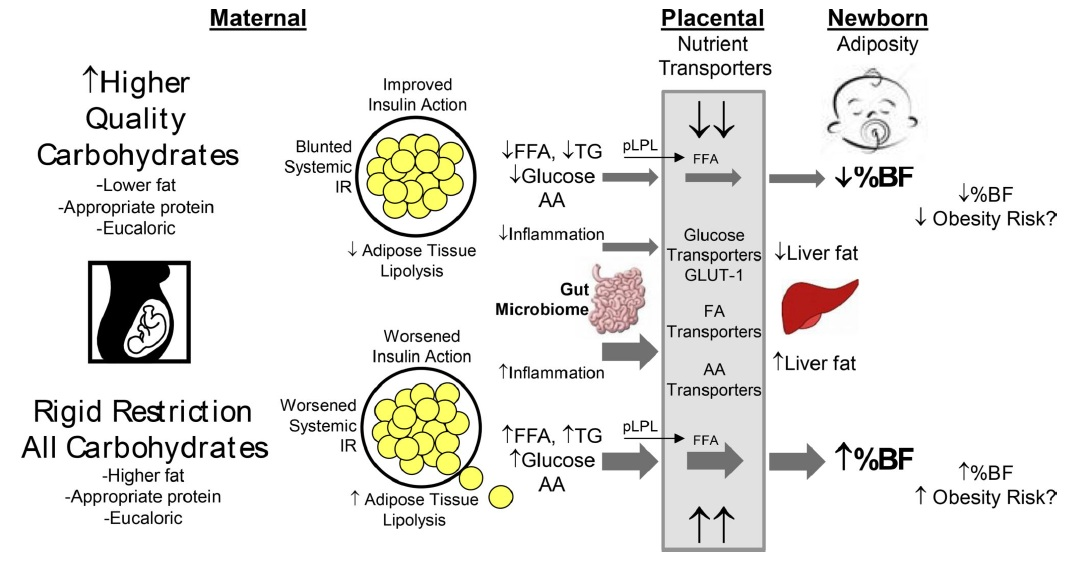 Maternal
Placental
Newborn
Nutrient
Transporters
Adiposity
↑Higher
Quality
Carbohydrates
-Lower fat
-Appropriate protein
-Eucaloric
Improved
Insulin Action
Blunted
Systemic
IR
↓ Adipose Tissue
Lipolysis
↓FFA, ↓TG
↓Glucose
AA
pLPL
FFA
↓↓
↓%BF
↓%BF
↓ Obesity Risk?
↓Inflammation
Glucose
Transporters
GLUT-1
↓Liver fat
Gut
Microbiome
FA
Transporters
↑Liver fat
AA
Transporters
↑Inflammation
Rigid Restriction
All Carbohydrates
-Higher fat
-Appropriate protein
-Eucaloric
Worsened
Insulin Action
Worsened
Systemic
IR
↑ Adipose Tissue
Lipolysis
↑FFA, ↑TG
↑Glucose
AA
pLPL
FFA
↑↑
↑%BF
↑%BF
↑ Obesity Risk?